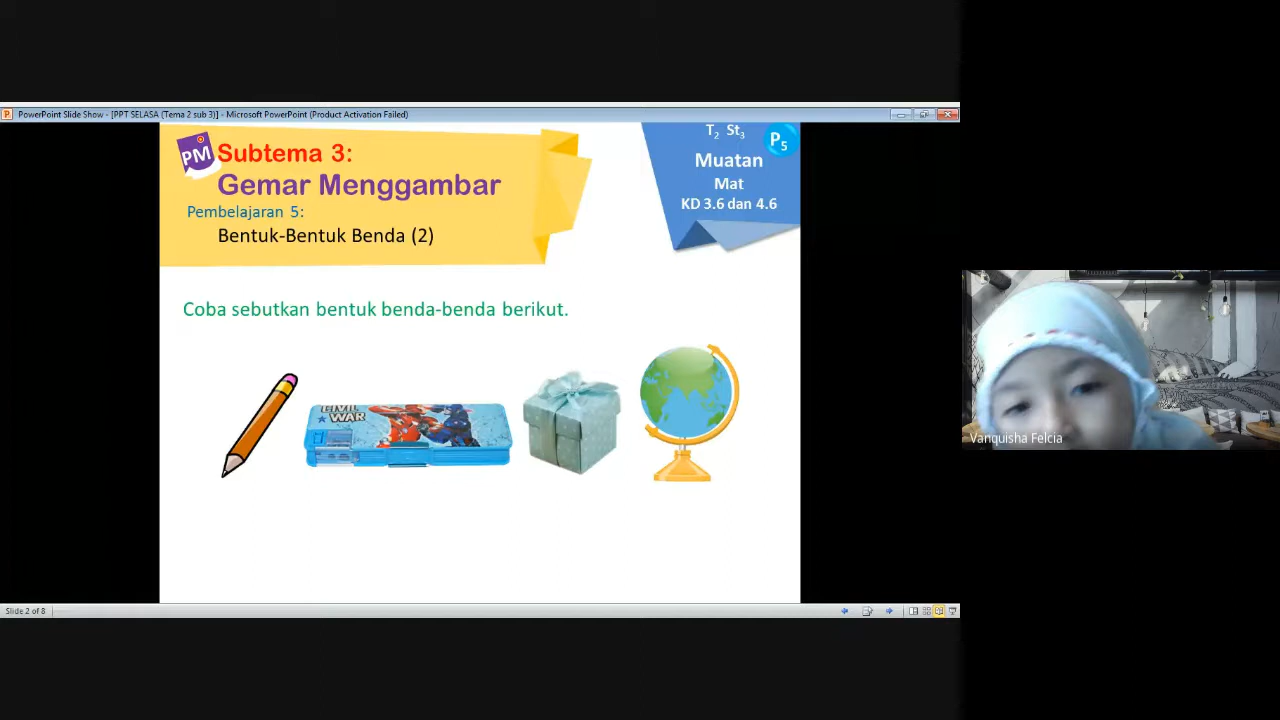 PowerPoint Slide Show - [PPT SELASA (Tema 2 sub 3)] - Microsoft PowerPoint (Product Activation Failed)
PM
Subtema 3:
Gemar Menggambar
Pembelajaran 5:
Bentuk-Bentuk Benda (2)
T2 St3
P5
Muatan
Mat
KD 3.6 dan 4.6
Coba sebutkan bentuk benda-benda berikut.
CIVIL
WAR
Vanquisha Felcia
Slide 2 of 8